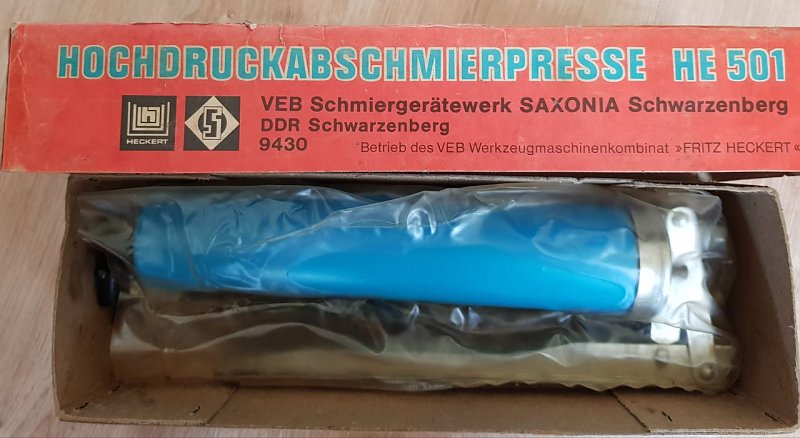 HOCHDRUCKABSCHMIERPRESSE HE 501
HECKERT
S
VEB Schmiergerätewerk SAXONIA Schwarzenberg
DDR Schwarzenberg
9430
Betrieb des VEB Werkzeugmaschinenkombinat »FRITZ HECKERT«